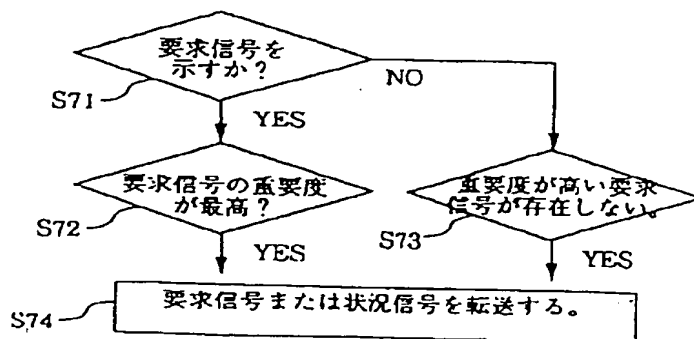 要求信号を
示すか?
S71
NO
YES
要求信号の重要度
が最高?
S72
重要度が高い要求
信号が存在しない。
S73
YES
YES
要求信号または状況信号を転送する。
S74